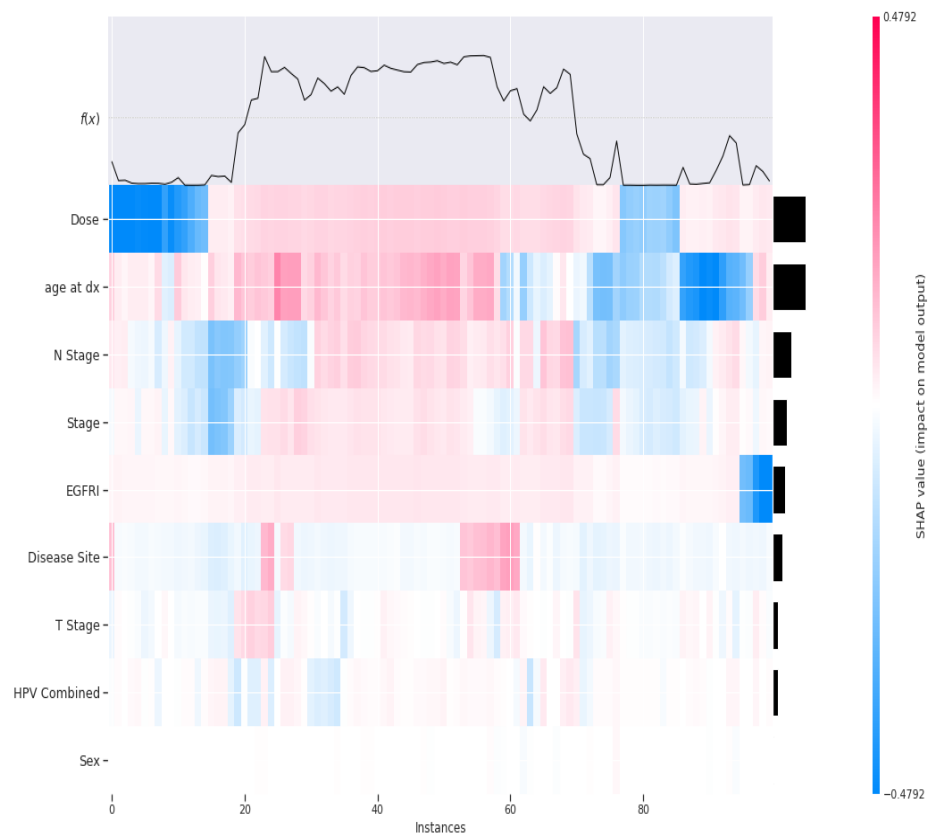 0.4792
f(x)
Dose
age at dx
N Stage
Stage
EGFRI
Disease Site
T Stage
HPV Combined
Sex
0
20
40
60
80
Instances
−0.4792
SHAP value (impact on model output)